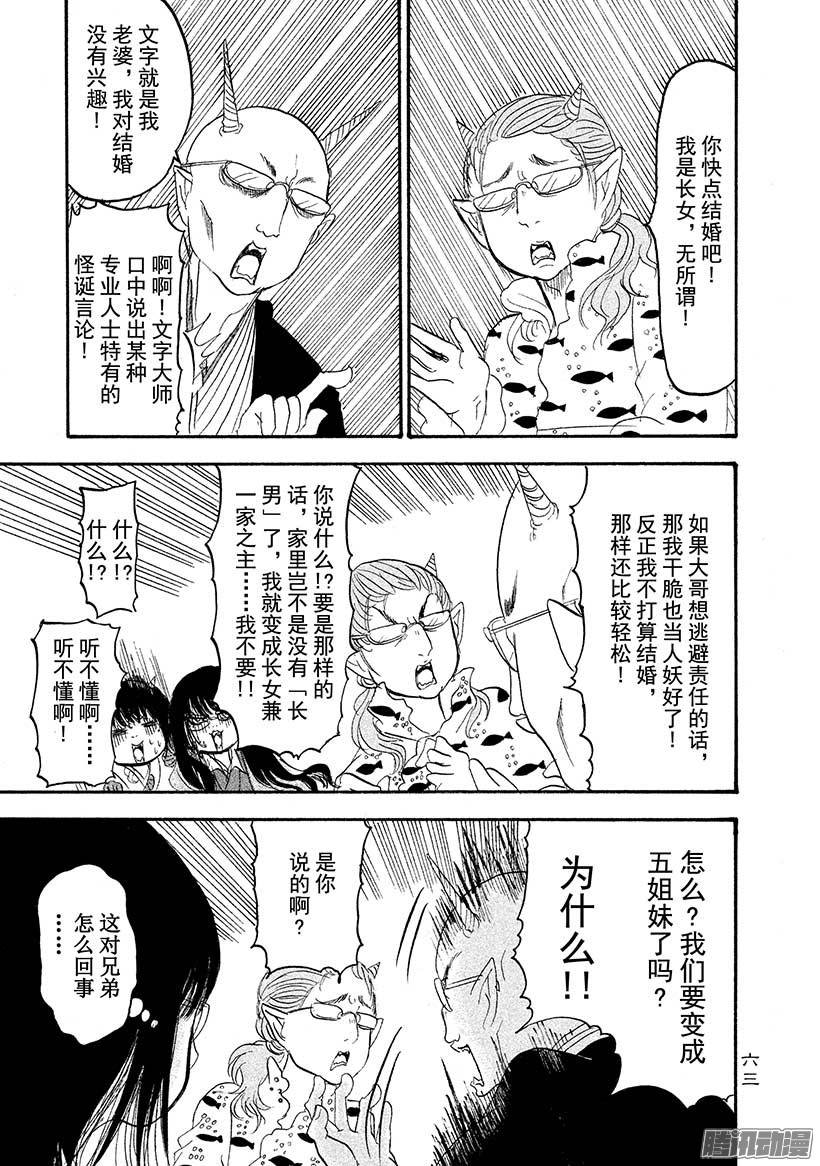 你快点结婚吧！
我是长女，无所谓！
文字就是我
老婆，我对结婚
没有兴趣！
啊啊！文字大师
口中说出某种
专业人士特有的
怪诞言论！
如果大哥想逃避责任的话，
那我干脆也当人妖好了！
反正我不打算结婚，
那样还比较轻松！
你说什么!?要是那样的
话，家里岂不是没有「长
男」了，我就变成长女兼
一家之主……我不要!!
什么!?
什么!?
听不懂啊……
听不懂啊！
怎么？我们要变成
五姐妹了吗？
为什么!!
是你
说的啊？
这对兄弟
怎么回事
……
六三
腾讯动漫